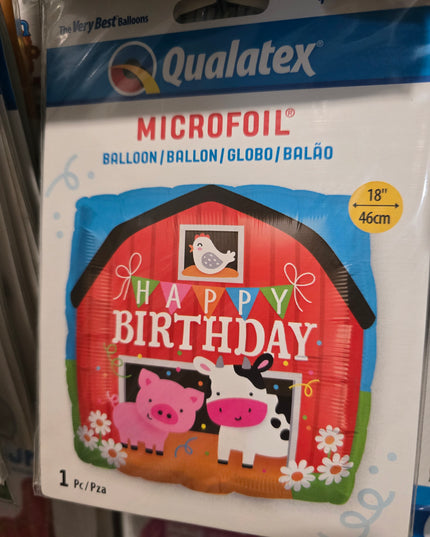 The Very Best Balloons
Qualatex®
MICROFOIL®
BALLOON / BALLON / GLOBO / BALÃO
18"
46cm
HAPPY
BIRTHDAY
1 Pc / Pza